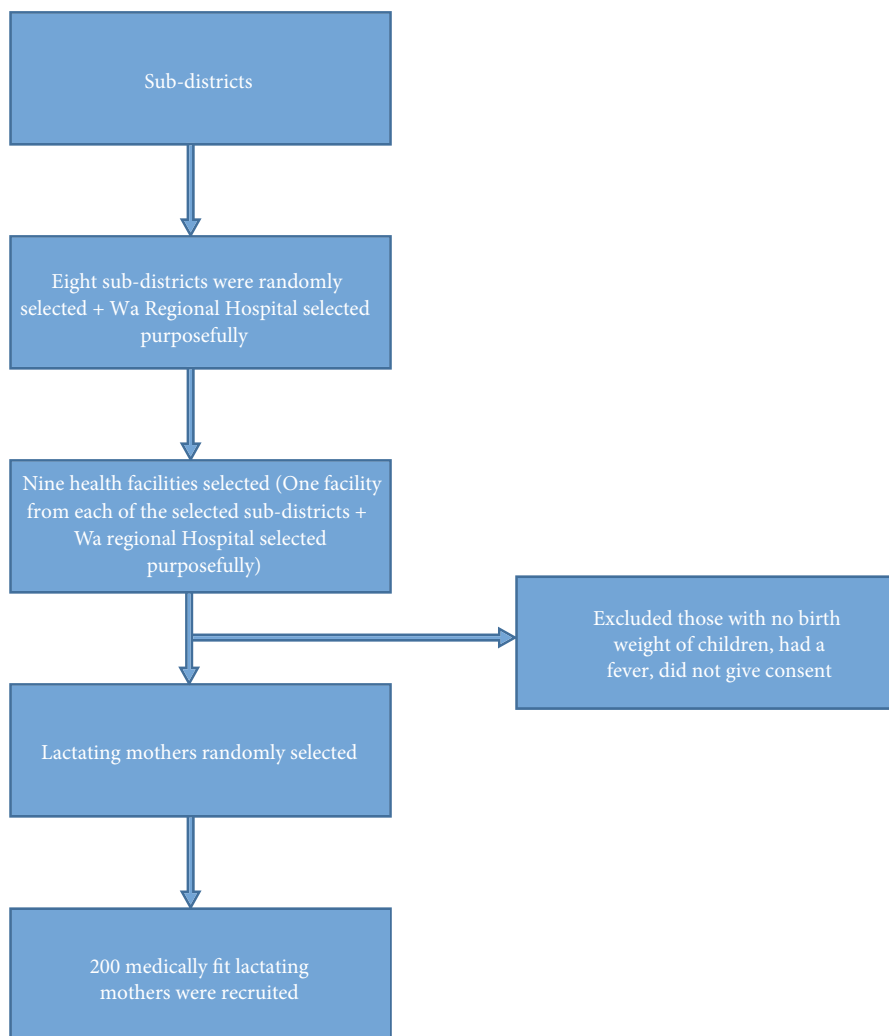 Sub-districts
Eight sub-districts were randomly
selected + Wa Regional Hospital selected
purposefully
Nine health facilities selected (One facility
from each of the selected sub-districts +
Wa regional Hospital selected
purposefully)
Excluded those with no birth
weight of children, had a
fever, did not give consent
Lactating mothers randomly selected
200 medically fit lactating
mothers were recruited